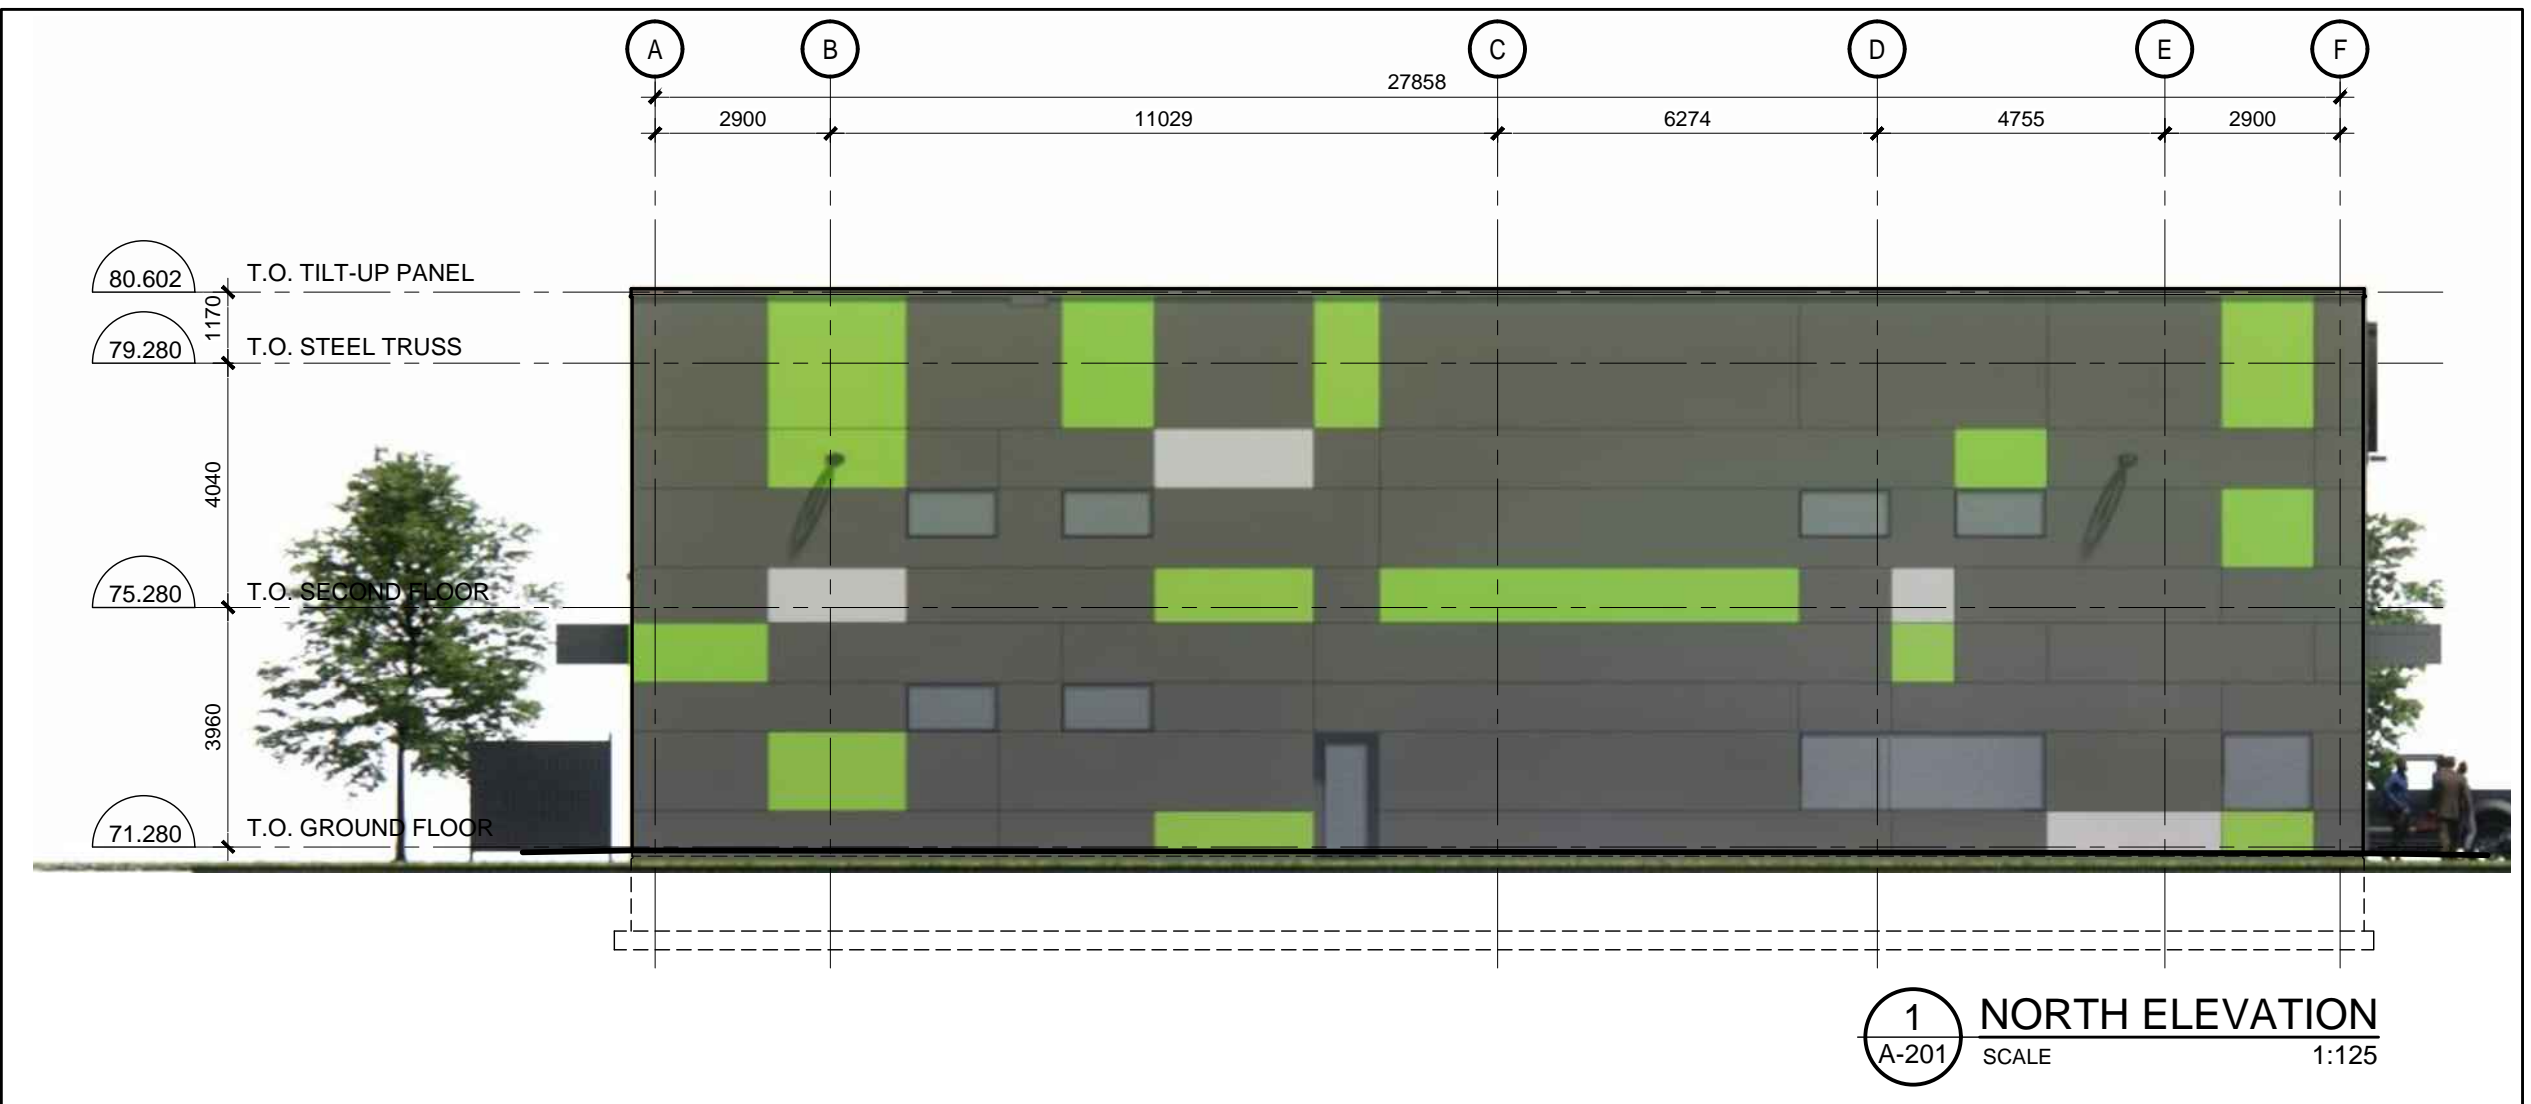 A B C D E F
27858
2900 11029 6274 4755 2900
80.602 T.O. TILT-UP PANEL
1170
79.280 T.O. STEEL TRUSS
4040
75.280 T.O. SECOND FLOOR
3960
71.280 T.O. GROUND FLOOR
1 NORTH ELEVATION
A-201 SCALE 1:125